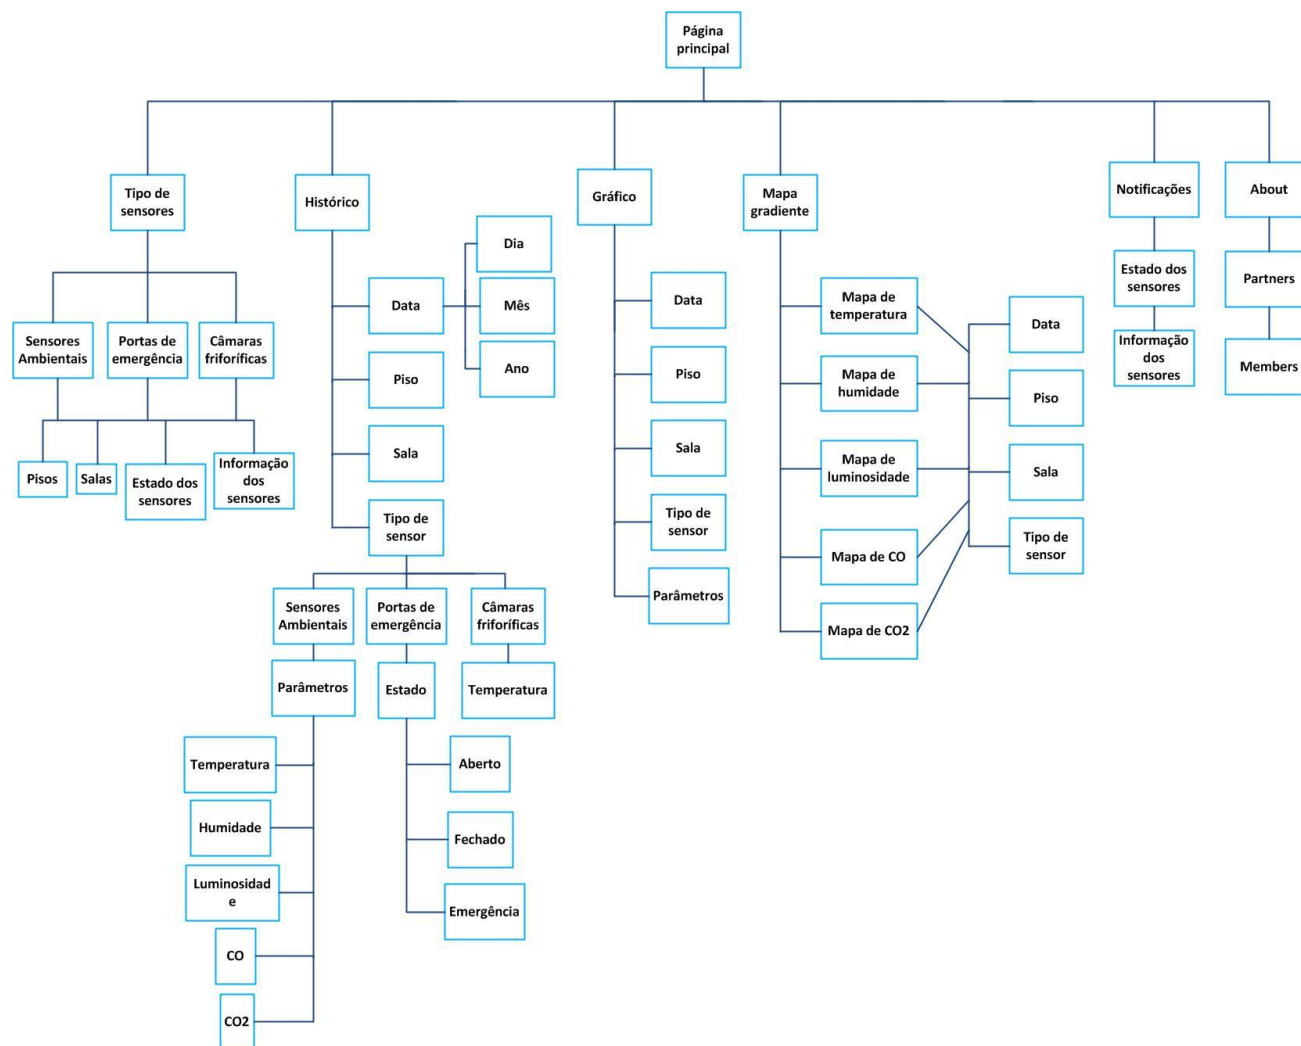 Página
principal
Tipo de
sensores
Histórico
Gráfico
Mapa
gradiente
Notificações
About
Sensores
Ambientais
Portas de
emergência
Câmaras
friforíficas
Pisos
Salas
Estado dos
sensores
Informação
dos
sensores
Data
Dia
Mês
Ano
Piso
Sala
Tipo de
sensor
Sensores
Ambientais
Portas de
emergência
Câmaras
friforíficas
Parâmetros
Estado
Temperatura
Temperatura
Humidade
Luminosidad
e
CO
CO2
Aberto
Fechado
Emergência
Data
Piso
Sala
Tipo de
sensor
Parâmetros
Mapa de
temperatura
Mapa de
humidade
Mapa de
luminosidade
Mapa de CO
Mapa de CO2
Data
Piso
Sala
Tipo de
sensor
Estado dos
sensores
Informação
dos
sensores
Partners
Members